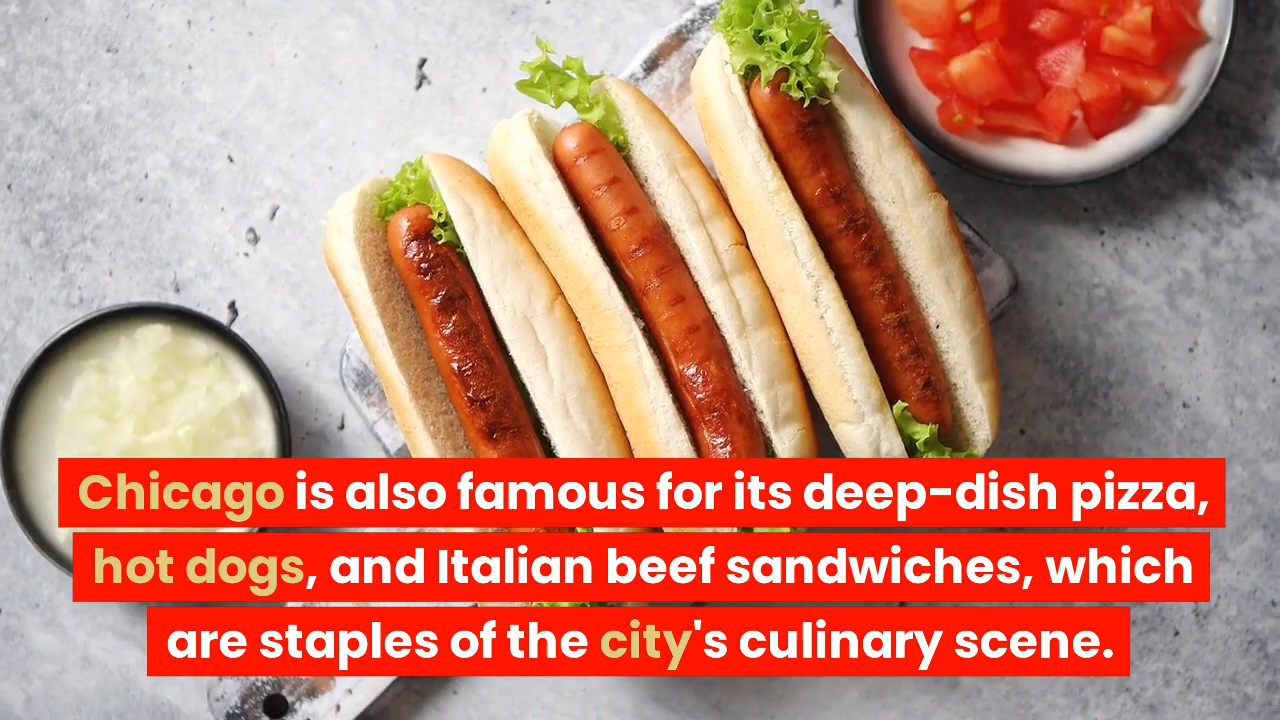 Chicago is also famous for its deep-dish pizza,
hot dogs, and Italian beef sandwiches, which
are staples of the city's culinary scene.